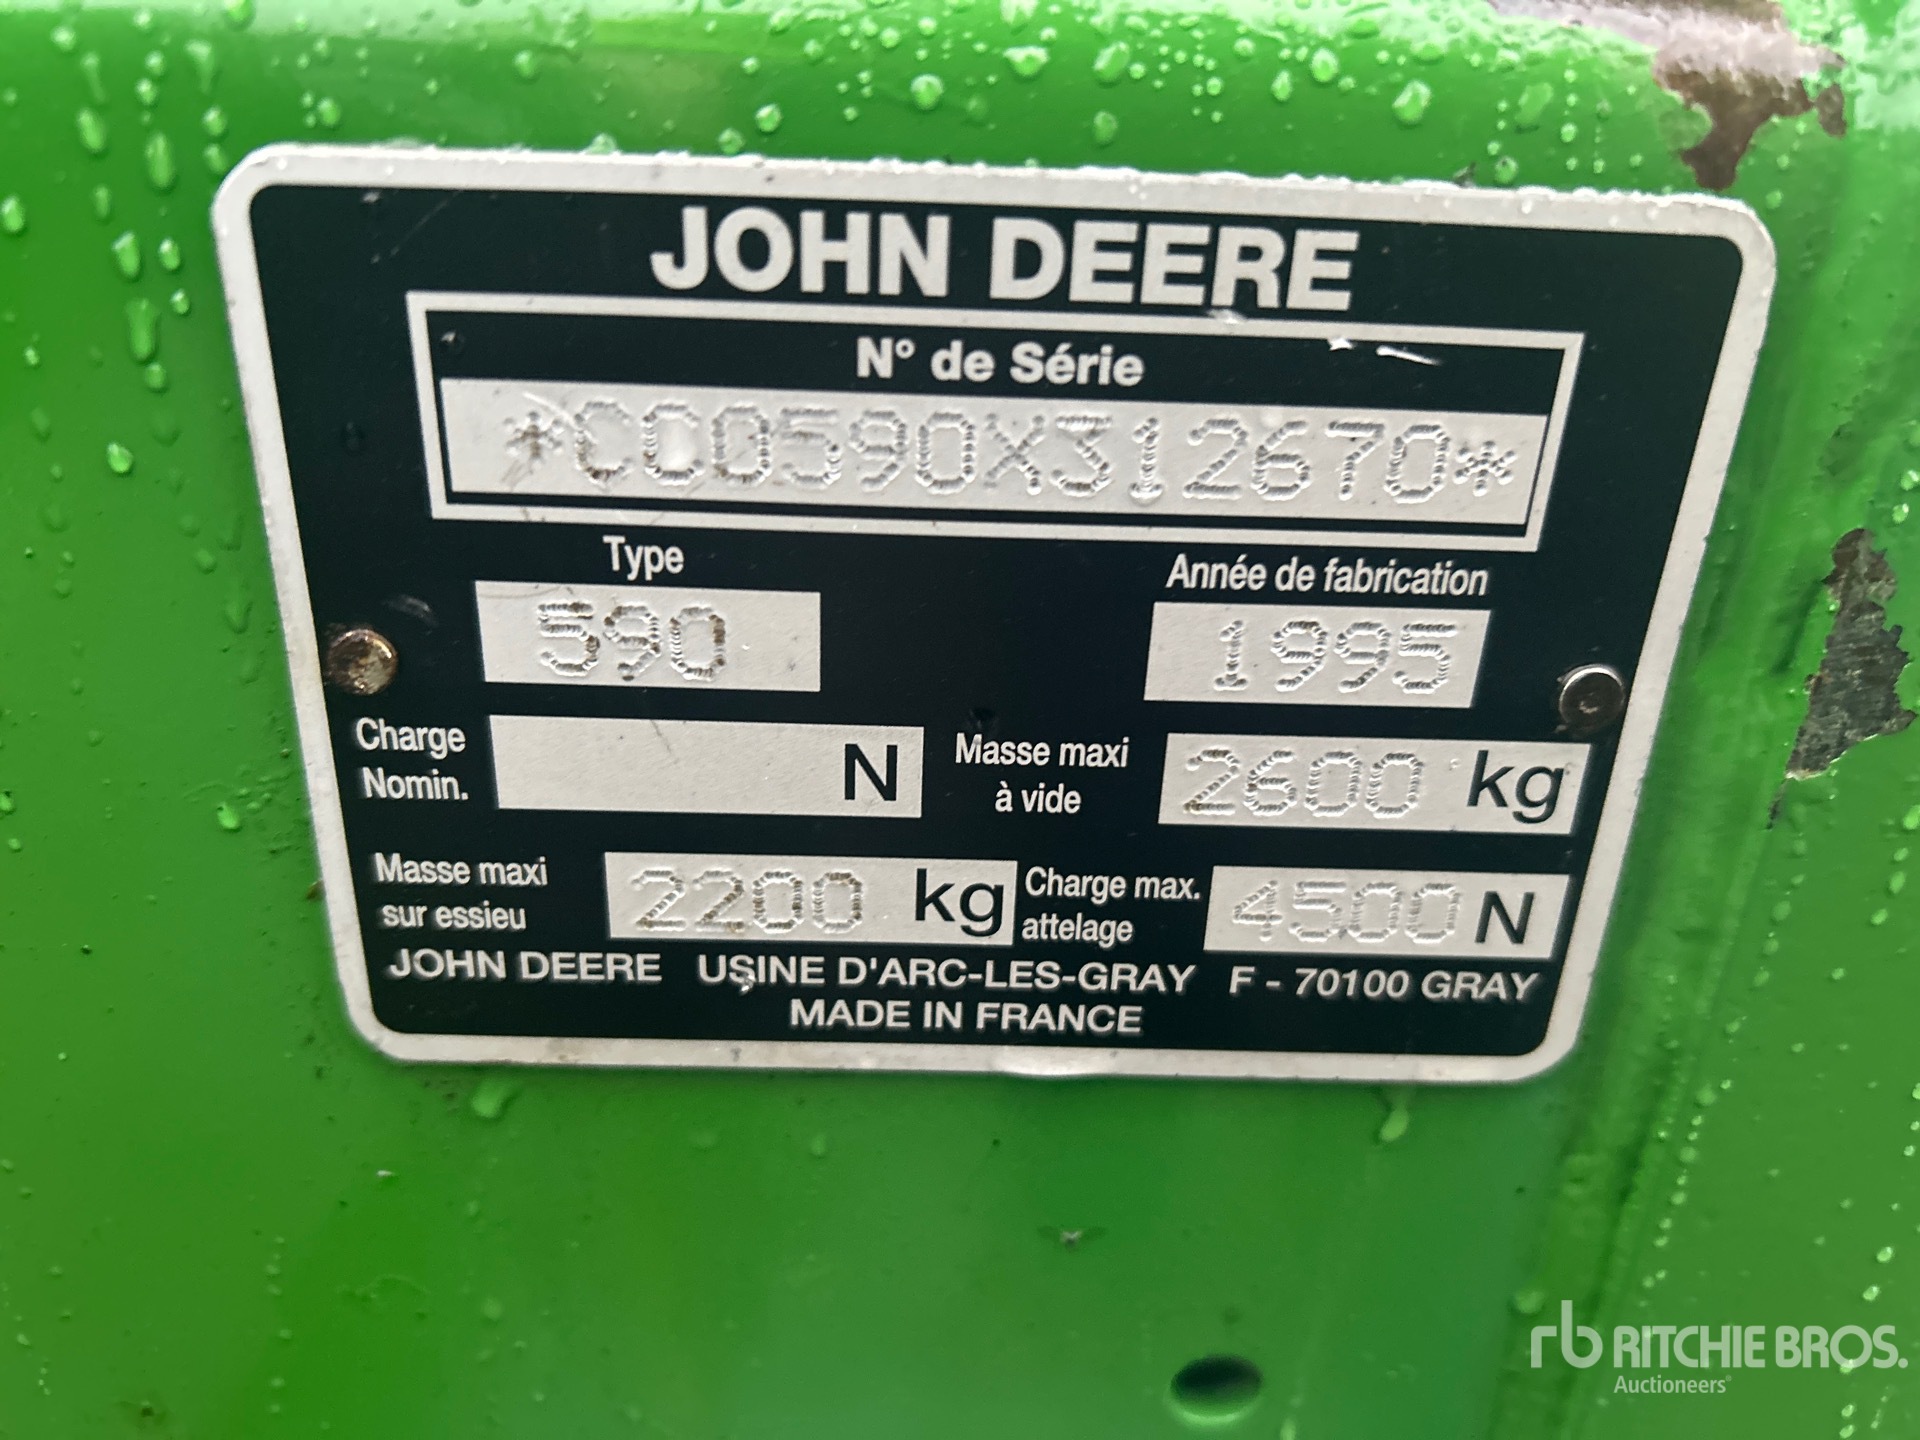 JOHN DEERE
N° de Série
*CC0590X312670*
Type
590
Année de fabrication
1995
Charge Nomin.
N
Masse maxi à vide
2600 kg
Masse maxi sur essieu
2200 kg
Charge max. attelage
4500 N
JOHN DEERE USINE D'ARC-LES-GRAY F - 70100 GRAY
MADE IN FRANCE
rb RITCHIE BROS.
Auctioneers